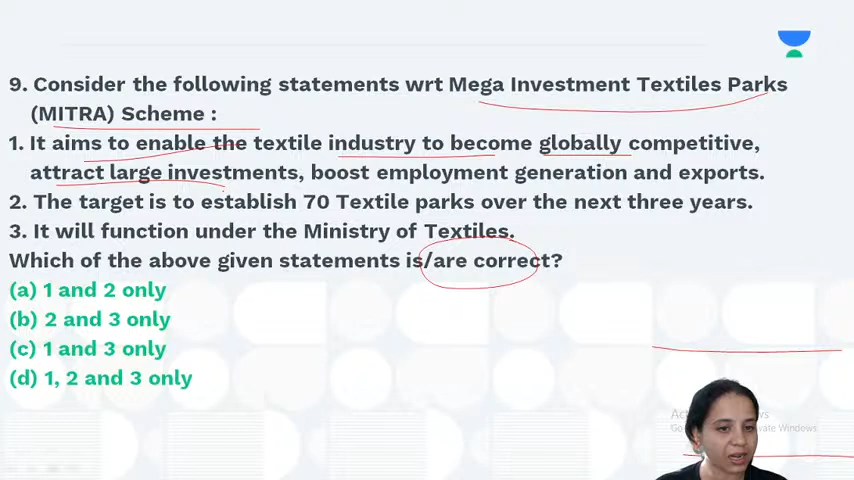 9. Consider the following statements wrt Mega Investment Textiles Parks
(MITRA) Scheme :
1. It aims to enable the textile industry to become globally competitive,
attract large investments, boost employment generation and exports.
2. The target is to establish 70 Textile parks over the next three years.
3. It will function under the Ministry of Textiles.
Which of the above given statements is/are correct?
(a) 1 and 2 only
(b) 2 and 3 only
(c) 1 and 3 only
(d) 1, 2 and 3 only